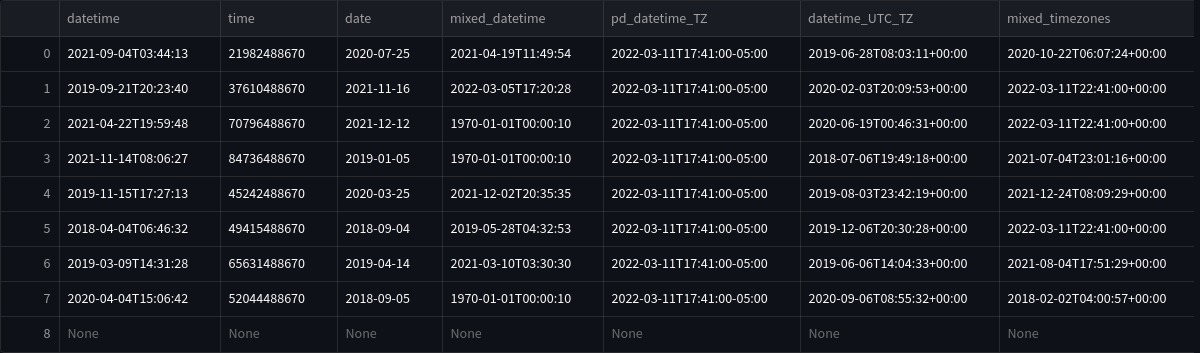 datetime time date mixed_datetime pd_datetime_TZ datetime_UTC_TZ mixed_timezones
0 2021-09-04T03:44:13 21982488670 2020-07-25 2021-04-19T11:49:54 2022-03-11T17:41:00-05:00 2019-06-28T08:03:11+00:00 2020-10-22T06:07:24+00:00
1 2019-09-21T20:23:40 37610488670 2021-11-16 2022-03-05T17:20:28 2022-03-11T17:41:00-05:00 2020-02-03T20:09:53+00:00 2022-03-11T22:41:00+00:00
2 2021-04-22T19:59:48 70796488670 2021-12-12 1970-01-01T00:00:10 2022-03-11T17:41:00-05:00 2020-06-19T00:46:31+00:00 2022-03-11T22:41:00+00:00
3 2021-11-14T08:06:27 84736488670 2019-01-05 1970-01-01T00:00:10 2022-03-11T17:41:00-05:00 2018-07-06T19:49:18+00:00 2021-07-04T23:01:16+00:00
4 2019-11-15T17:27:13 45242488670 2020-03-25 2021-12-02T20:35:35 2022-03-11T17:41:00-05:00 2019-08-03T23:42:19+00:00 2021-12-24T08:09:29+00:00
5 2018-04-04T06:46:32 49415488670 2018-09-04 2019-05-28T04:32:53 2022-03-11T17:41:00-05:00 2019-12-06T20:30:28+00:00 2022-03-11T22:41:00+00:00
6 2019-03-09T14:31:28 65631488670 2019-04-14 2021-03-10T03:30:30 2022-03-11T17:41:00-05:00 2019-06-06T14:04:33+00:00 2021-08-04T17:51:29+00:00
7 2020-04-04T15:06:42 52044488670 2018-09-05 1970-01-01T00:00:10 2022-03-11T17:41:00-05:00 2020-09-06T08:55:32+00:00 2018-02-02T04:00:57+00:00
8 None None None None None None None